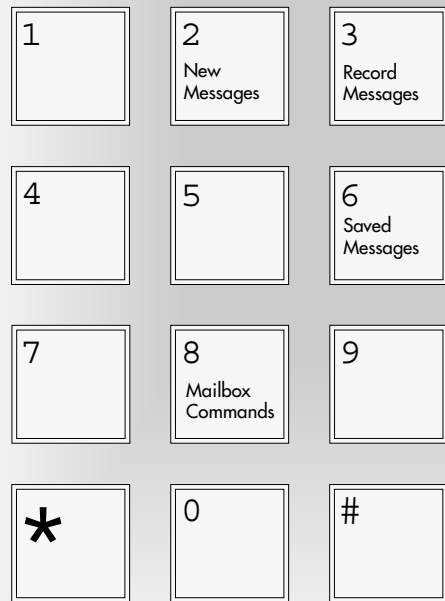 1 2 3
New Record
Messages Messages
4 5 6
Saved
Messages
7 8 9
Mailbox
Commands
* 0 #